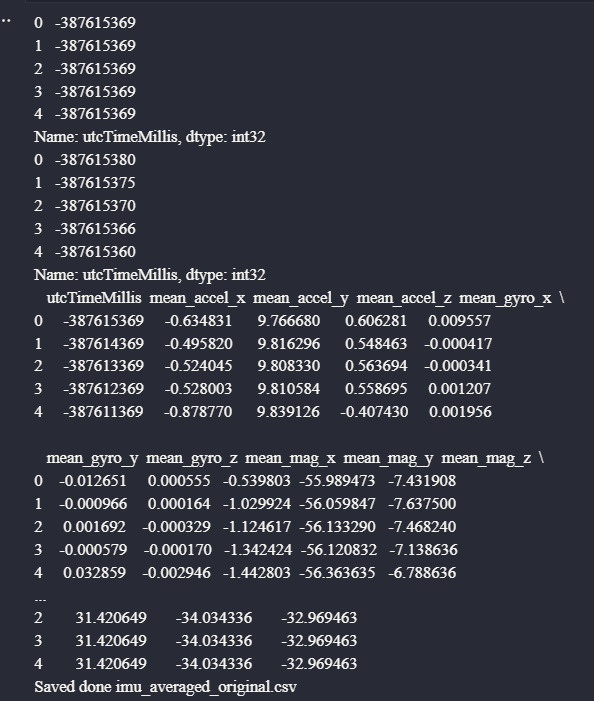 ..
0 -387615369
1 -387615369
2 -387615369
3 -387615369
4 -387615369
Name: utcTimeMillis, dtype: int32
0 -387615380
1 -387615375
2 -387615370
3 -387615366
4 -387615360
Name: utcTimeMillis, dtype: int32
utcTimeMillis mean_accel_x mean_accel_y mean_accel_z mean_gyro_x \
0 -387615369 -0.634831 9.766680 0.606281 0.009557
1 -387614369 -0.495820 9.816296 0.548463 -0.000417
2 -387613369 -0.524045 9.808330 0.563694 -0.000341
3 -387612369 -0.528003 9.810584 0.558695 0.001207
4 -387611369 -0.878770 9.839126 -0.407430 0.001956
mean_gyro_y mean_gyro_z mean_mag_x mean_mag_y mean_mag_z \
0 -0.012651 0.000555 -0.539803 -55.989473 -7.431908
1 -0.000966 0.000164 -1.029924 -56.059847 -7.637500
2 0.001692 -0.000329 -1.124617 -56.133290 -7.468240
3 -0.000579 -0.000170 -1.342424 -56.120832 -7.138636
4 0.032859 -0.002946 -1.442803 -56.363635 -6.788636
...
2 31.420649 -34.034336 -32.969463
3 31.420649 -34.034336 -32.969463
4 31.420649 -34.034336 -32.969463
Saved done imu_averaged_original.csv